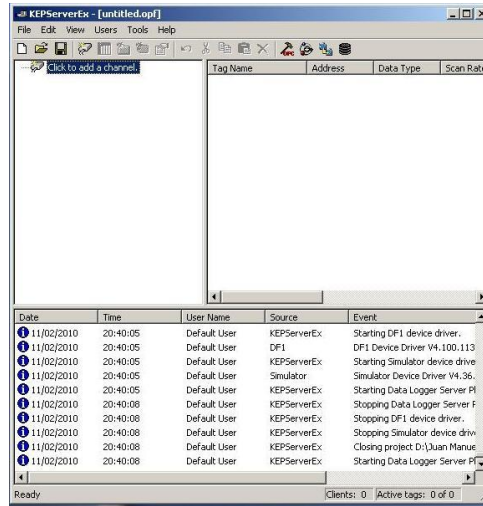 KEPServerEx - [untitled.opf]
File Edit View Users Tools Help
Click to add a channel.
Tag Name Address Data Type Scan Rate
Date Time User Name Source Event
11/02/2010 20:40:05 Default User KEPServerEx Starting DF1 device driver.
11/02/2010 20:40:05 Default User DF1 DF1 Device Driver V4.100.113
11/02/2010 20:40:05 Default User KEPServerEx Starting Simulator device drive
11/02/2010 20:40:05 Default User Simulator Simulator Device Driver V4.36.
11/02/2010 20:40:05 Default User KEPServerEx Starting Data Logger Server Pl
11/02/2010 20:40:08 Default User KEPServerEx Stopping Data Logger Server P
11/02/2010 20:40:08 Default User KEPServerEx Stopping DF1 device driver.
11/02/2010 20:40:08 Default User KEPServerEx Stopping Simulator device driv
11/02/2010 20:40:08 Default User KEPServerEx Closing project D:\Juan Manue
11/02/2010 20:40:08 Default User KEPServerEx Starting Data Logger Server Pl
Ready Clients: 0 Active tags: 0 of 0